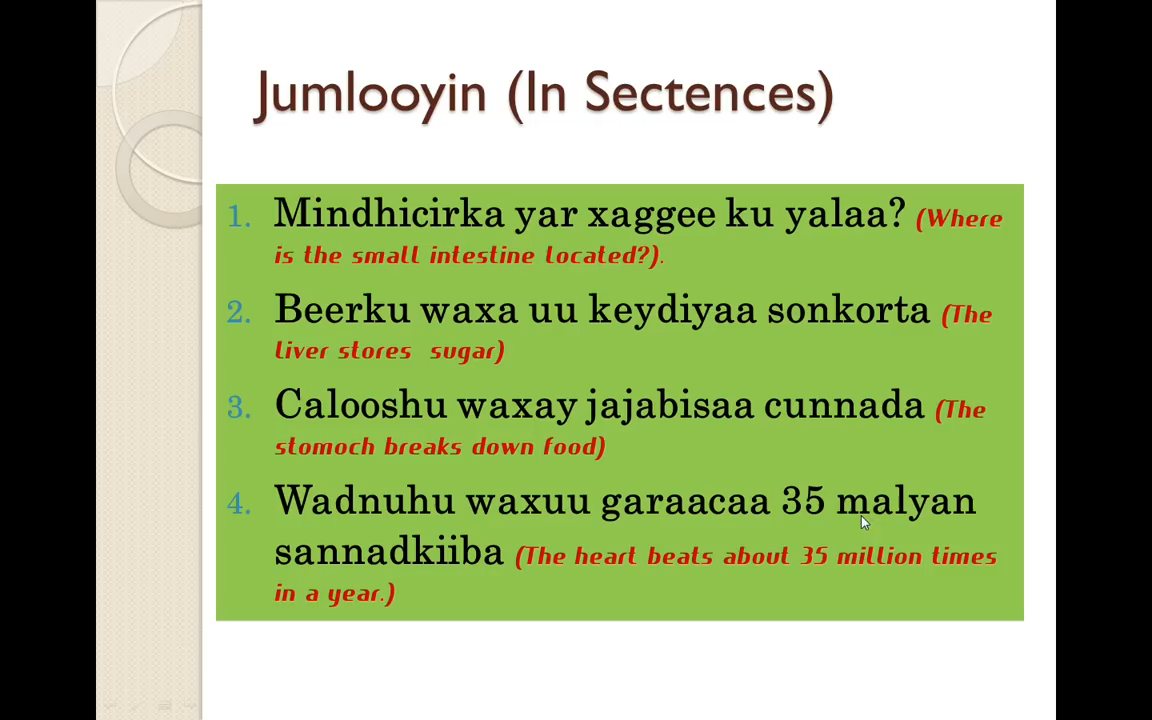 Jumlooyin (In Sectences)
1. Mindhicirka yar xaggee ku yalaa? (Where
is the small intestine located?).
2. Beerku waxa uu keydiyaa sonkorta (The
liver stores sugar)
3. Calooshu waxay jajabisaa cunnada (The
stomoch breaks down food)
4. Wadnuhu waxuu garaacaa 35 malyan
sannadkiiba (The heart beats about 35 million times
in a year.)